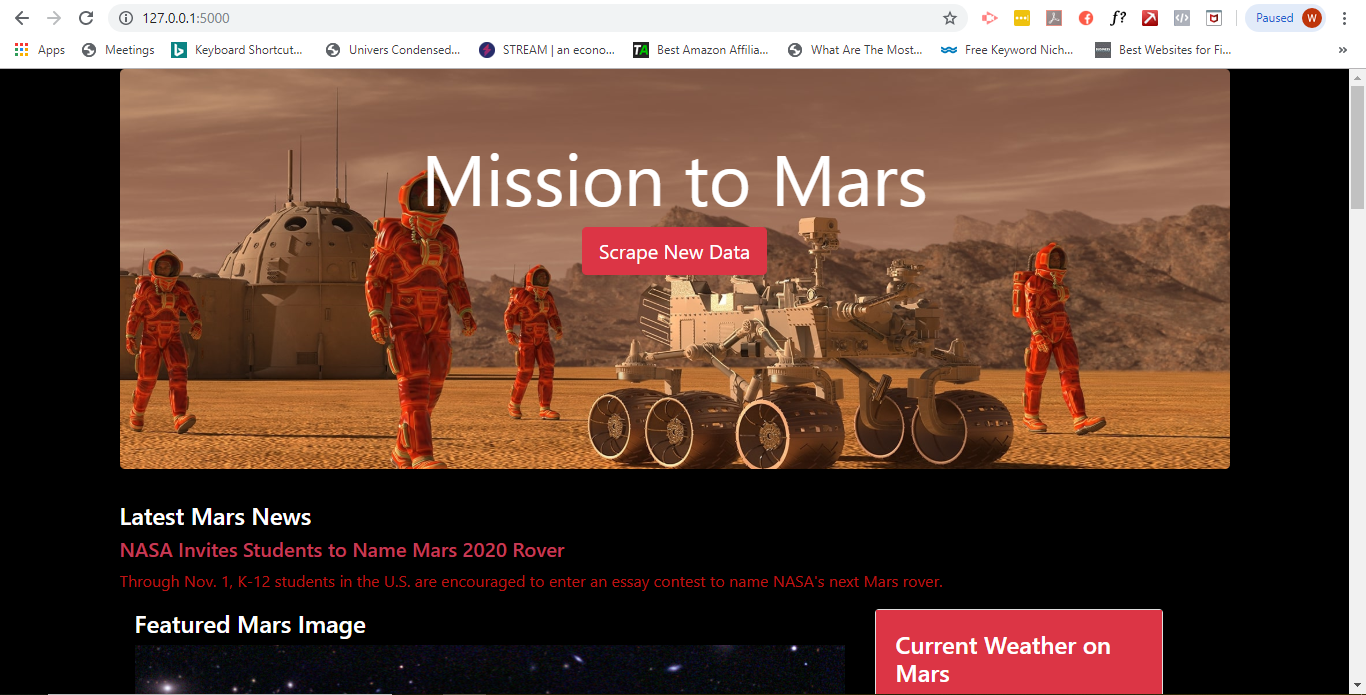 127.0.0.1:5000
f?
Paused
W
Apps
Meetings
Keyboard Shortcut...
Univers Condensed...
STREAM | an econo...
TA
Best Amazon Affilia...
What Are The Most...
Free Keyword Nich...
Best Websites for Fi...
»
Mission to Mars
Scrape New Data
Latest Mars News
NASA Invites Students to Name Mars 2020 Rover
Through Nov. 1, K-12 students in the U.S. are encouraged to enter an essay contest to name NASA's next Mars rover.
Featured Mars Image
Current Weather on
Mars